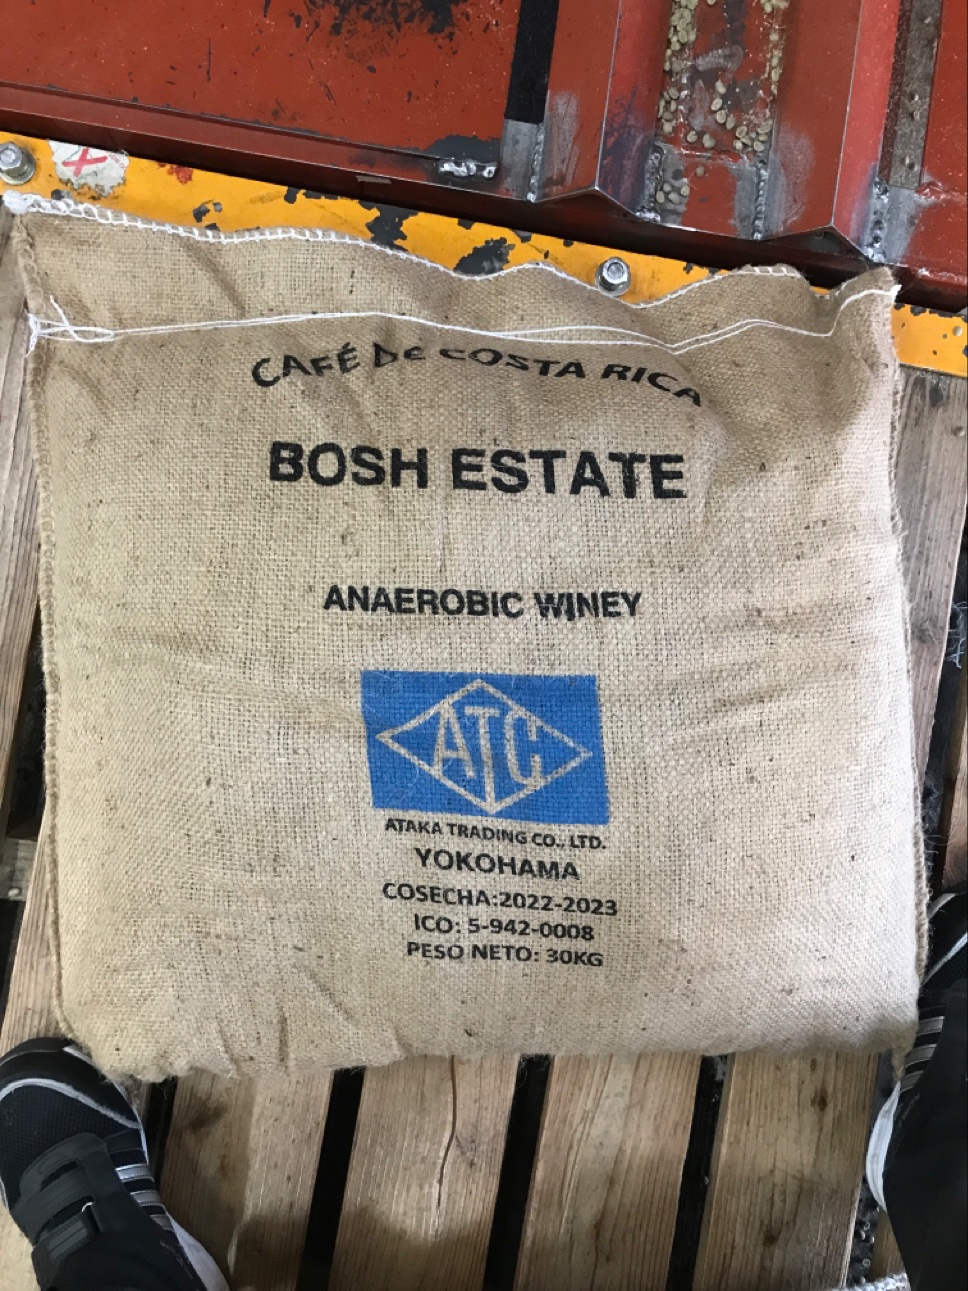 CAFÉ De COSTA RICA
BOSH ESTATE
ANAEROBIC WINEY
ATC
ATAKA TRADING CO., LTD.
YOKOHAMA
COSECHA:2022-2023
ICO: 5-942-0008
PESO NETO: 30KG